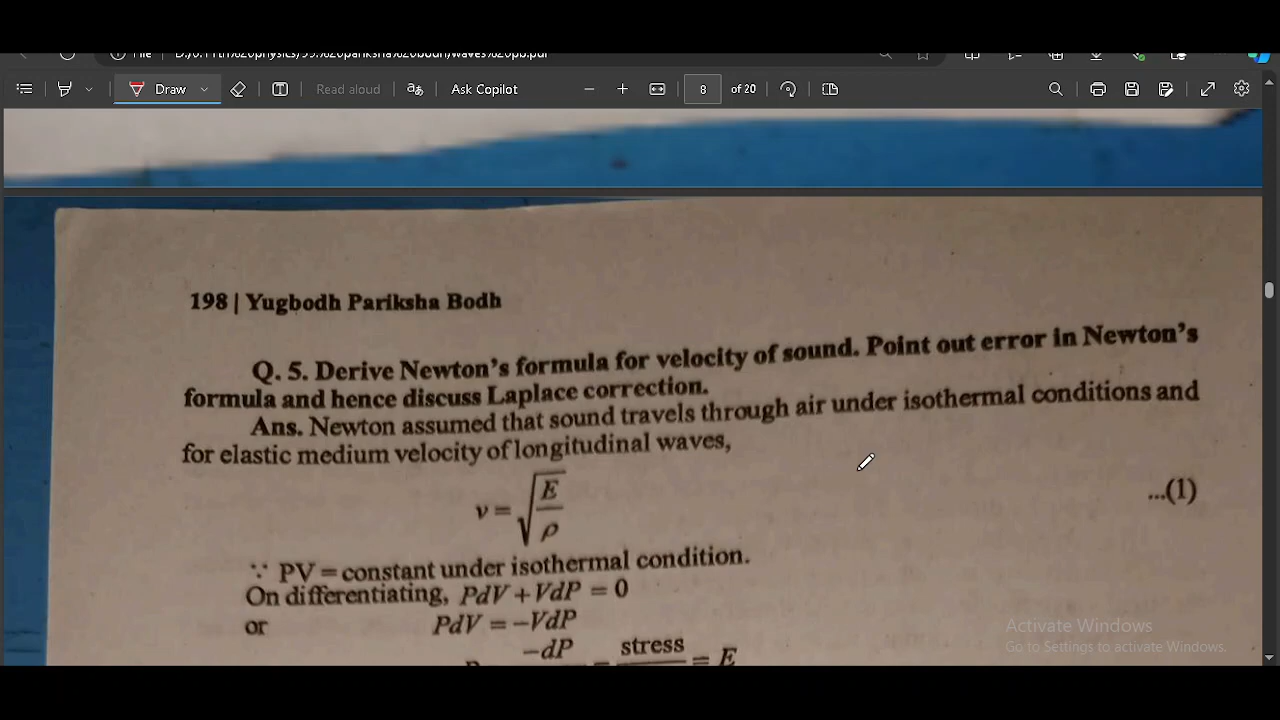 Draw
Read aloud
Ask Copilot
8
of 20
198 | Yugbodh Pariksha Bodh
Q. 5. Derive Newton's formula for velocity of sound. Point out error in Newton's
formula and hence discuss Laplace correction.
Ans. Newton assumed that sound travels through air under isothermal conditions and
for elastic medium velocity of longitudinal waves,
v = √(E/ρ) ...(1)
∵ PV = constant under isothermal condition.
On differentiating, PdV + VdP = 0
or PdV = –VdP
–dP
stress
= E
Activate Windows
Go to Settings to activate Windows.